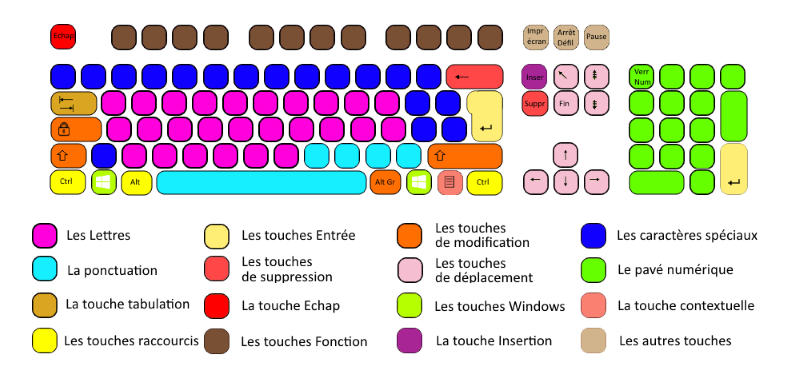 Echap
Impr écran
Arrêt Défil
Pause
Inser
Verr Num
Suppr
Fin
Ctrl
Alt
Alt Gr
Ctrl
Les Lettres
Les touches Entrée
Les touches
de modification
Les caractères spéciaux
La ponctuation
Les touches
de suppression
Les touches
de déplacement
Le pavé numérique
La touche tabulation
La touche Echap
Les touches Windows
La touche contextuelle
Les touches raccourcis
Les touches Fonction
La touche Insertion
Les autres touches